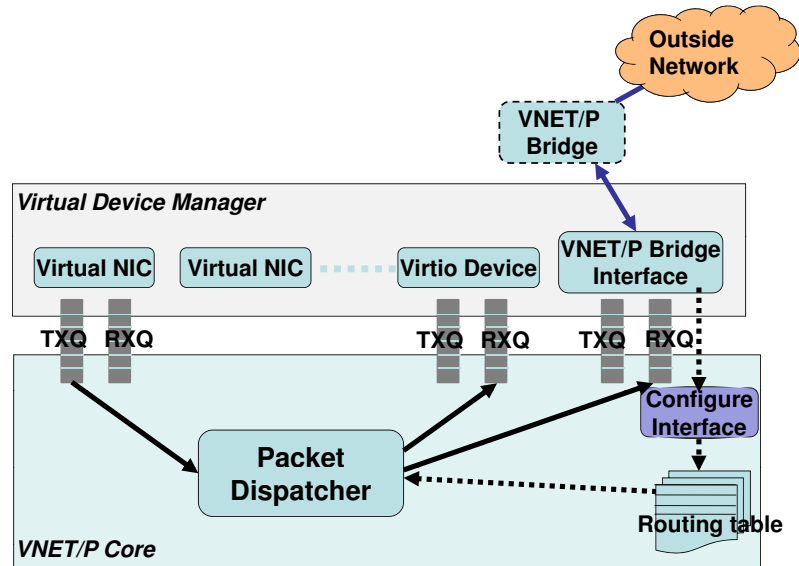 Outside
Network
VNET/P
Bridge
Virtual Device Manager
Virtual NIC
Virtual NIC
Virtio Device
VNET/P Bridge
Interface
TXQ
RXQ
TXQ
RXQ
TXQ
RXQ
Configure
Interface
Packet
Dispatcher
Routing table
VNET/P Core